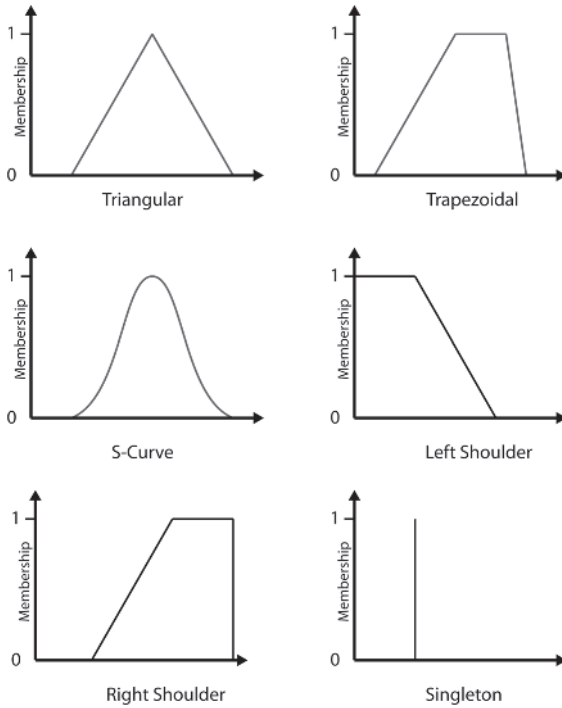 1
Membership
0
Triangular
1
Membership
0
Trapezoidal
1
Membership
0
S-Curve
1
Membership
0
Left Shoulder
1
Membership
0
Right Shoulder
1
Membership
0
Singleton